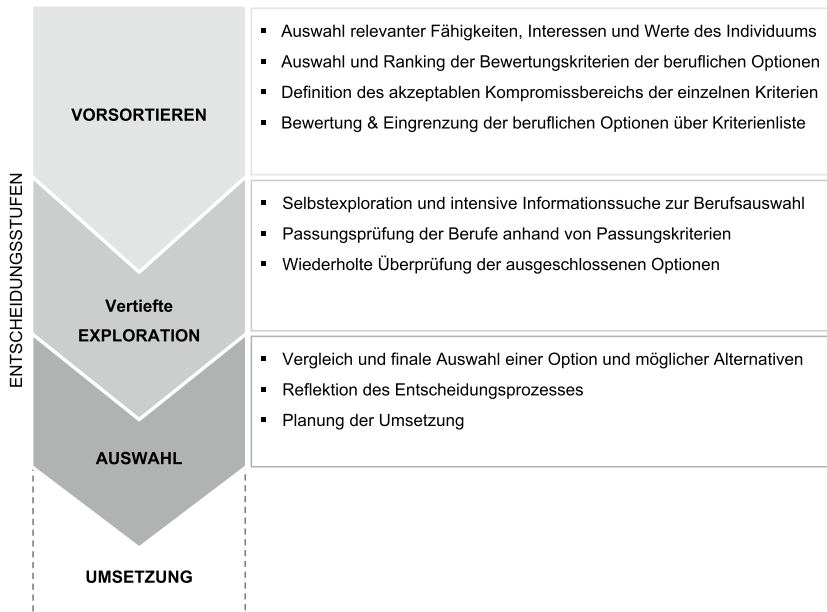 ENTSCHEIDUNGSSTUFEN
VORSORTIEREN
▪ Auswahl relevanter Fähigkeiten, Interessen und Werte des Individuums
▪ Auswahl und Ranking der Bewertungskriterien der beruflichen Optionen
▪ Definition des akzeptablen Kompromissbereichs der einzelnen Kriterien
▪ Bewertung & Eingrenzung der beruflichen Optionen über Kriterienliste
Vertiefte
EXPLORATION
▪ Selbstexploration und intensive Informationssuche zur Berufsauswahl
▪ Passungsprüfung der Berufe anhand von Passungskriterien
▪ Wiederholte Überprüfung der ausgeschlossenen Optionen
AUSWAHL
▪ Vergleich und finale Auswahl einer Option und möglicher Alternativen
▪ Reflektion des Entscheidungsprozesses
▪ Planung der Umsetzung
UMSETZUNG